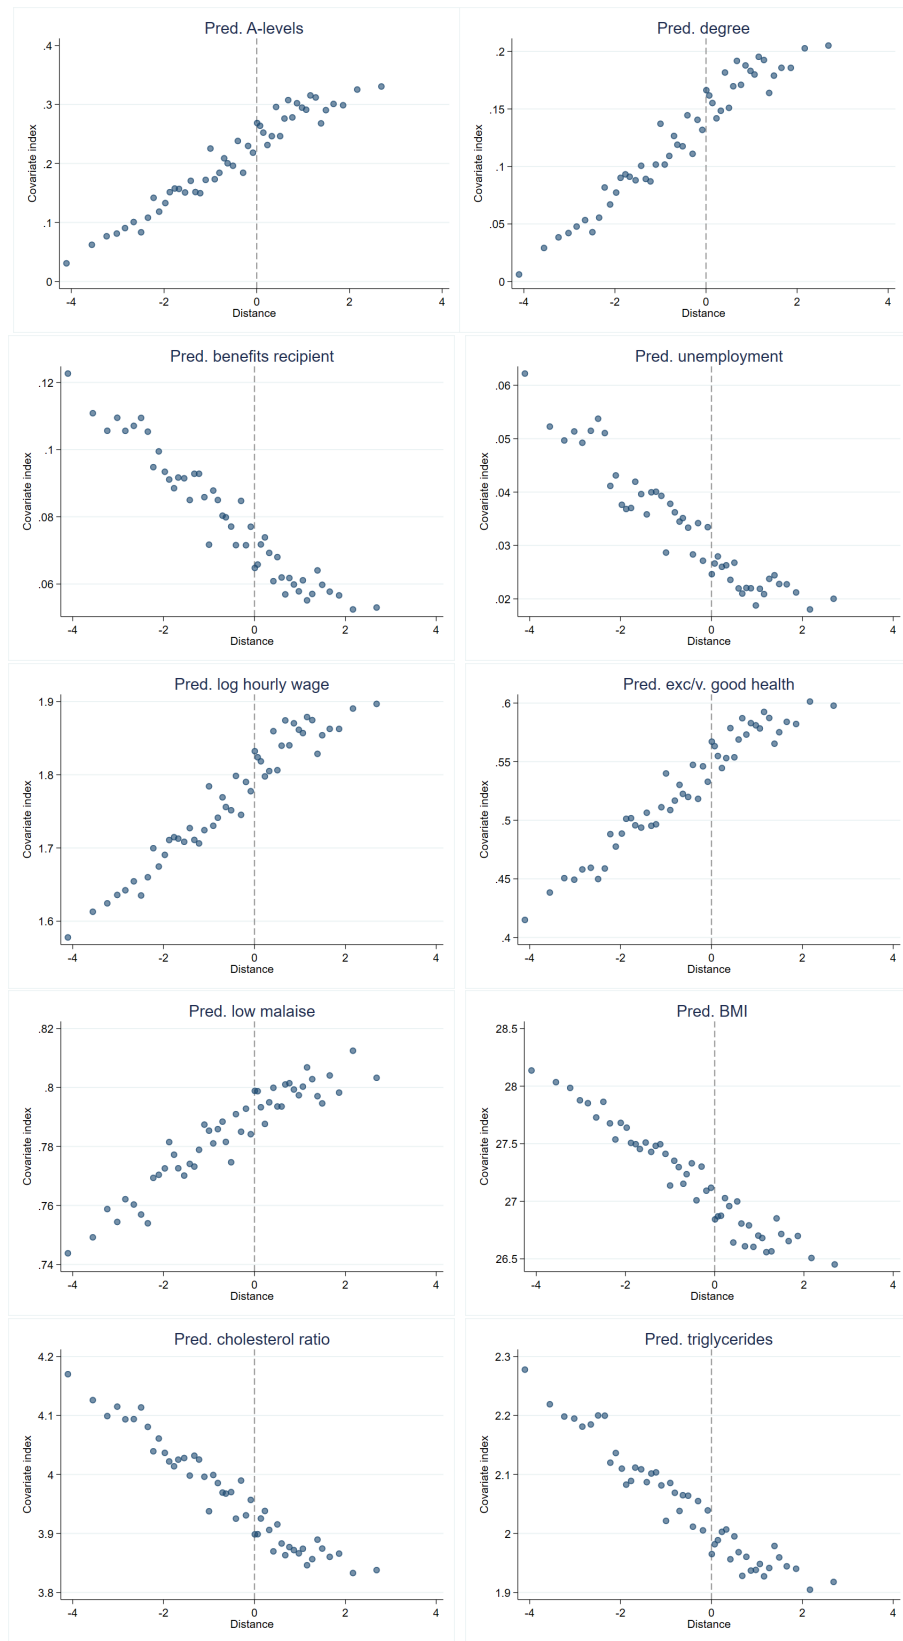 Pred. A-levels
Covariate index
.4
.3
.2
.1
0
-4 -2 0 2 4
Distance
Pred. degree
Covariate index
.2
.15
.1
.05
0
-4 -2 0 2 4
Distance
Pred. benefits recipient
Covariate index
.12
.1
.08
.06
-4 -2 0 2 4
Distance
Pred. unemployment
Covariate index
.06
.05
.04
.03
.02
-4 -2 0 2 4
Distance
Pred. log hourly wage
Covariate index
1.9
1.8
1.7
1.6
-4 -2 0 2 4
Distance
Pred. exc/v. good health
Covariate index
.6
.55
.5
.45
.4
-4 -2 0 2 4
Distance
Pred. low malaise
Covariate index
.82
.8
.78
.76
.74
-4 -2 0 2 4
Distance
Pred. BMI
Covariate index
28.5
28
27.5
27
26.5
-4 -2 0 2 4
Distance
Pred. cholesterol ratio
Covariate index
4.2
4.1
4
3.9
3.8
-4 -2 0 2 4
Distance
Pred. triglycerides
Covariate index
2.3
2.2
2.1
2
1.9
-4 -2 0 2 4
Distance